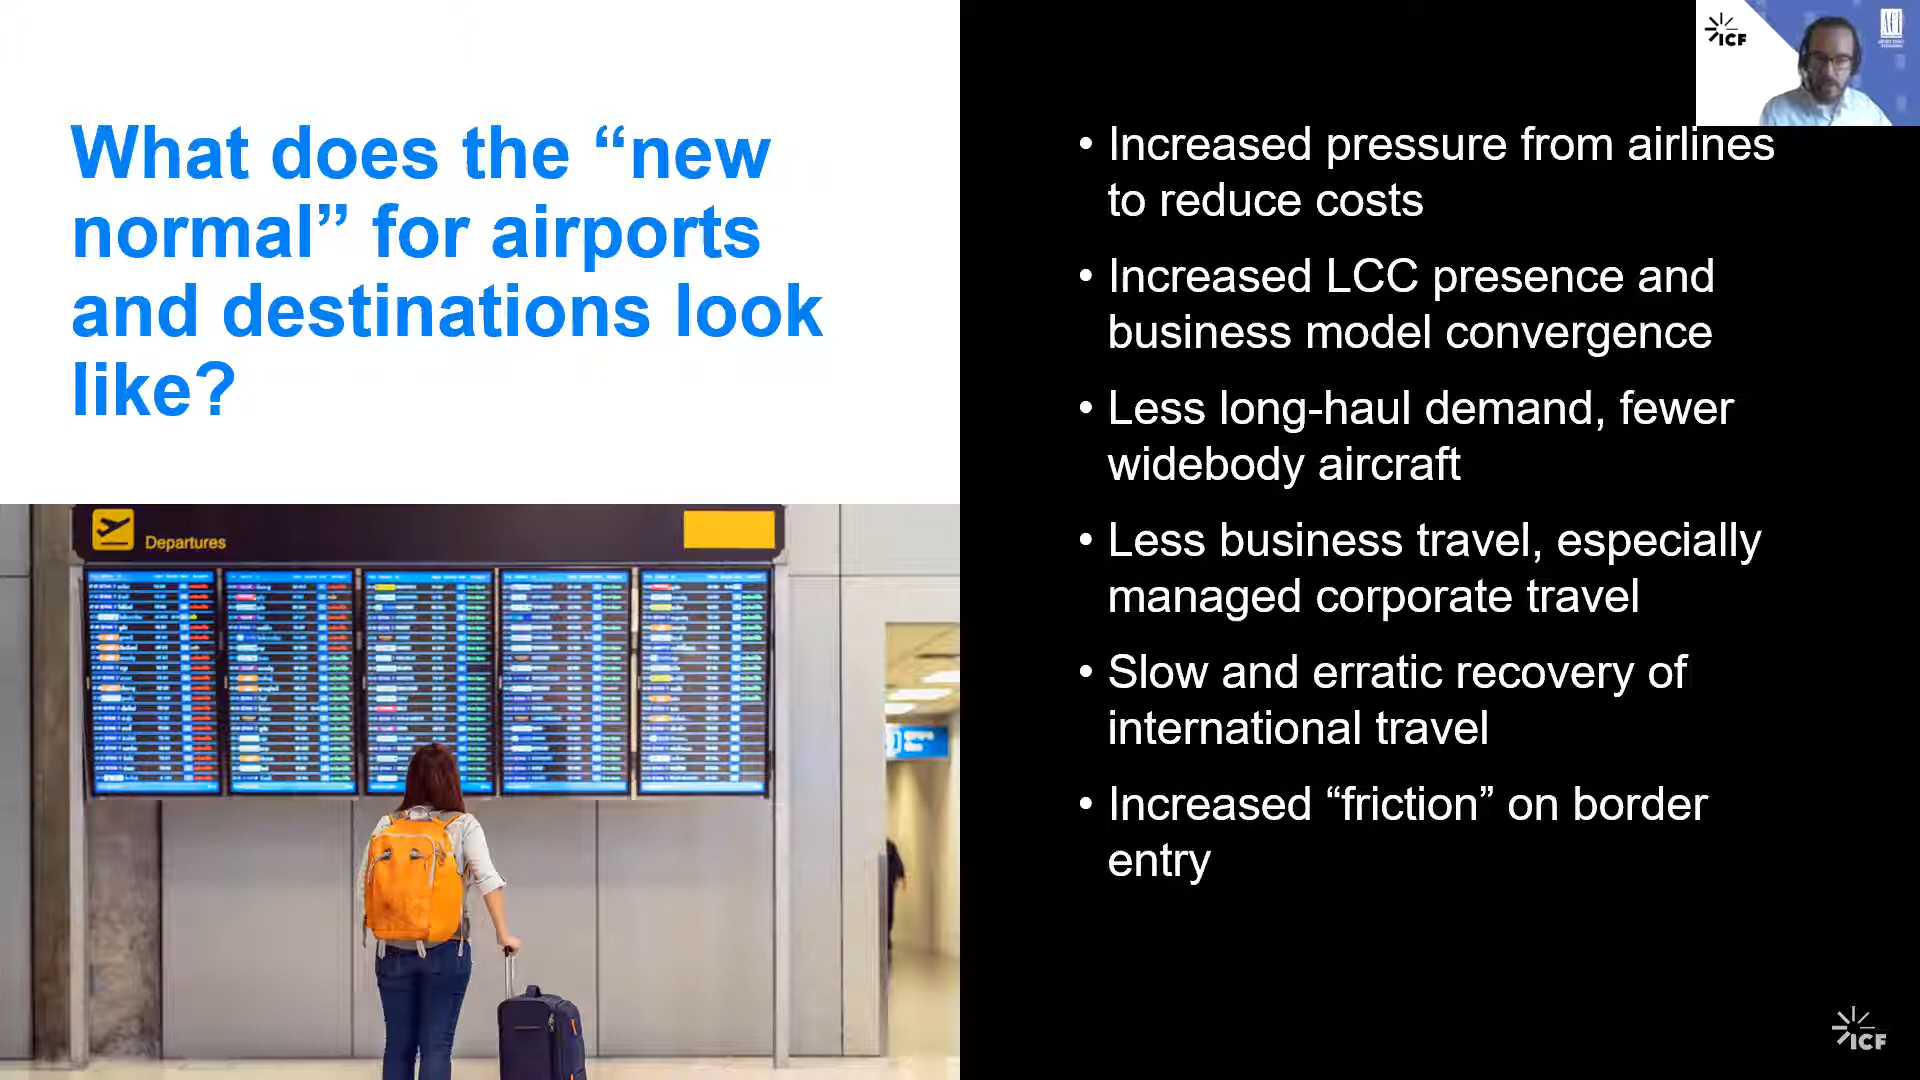 What does the “new
normal” for airports
and destinations look
like?
Departures
ICF
ACI
• Increased pressure from airlines
to reduce costs
• Increased LCC presence and
business model convergence
• Less long-haul demand, fewer
widebody aircraft
• Less business travel, especially
managed corporate travel
• Slow and erratic recovery of
international travel
• Increased “friction” on border
entry
ICF